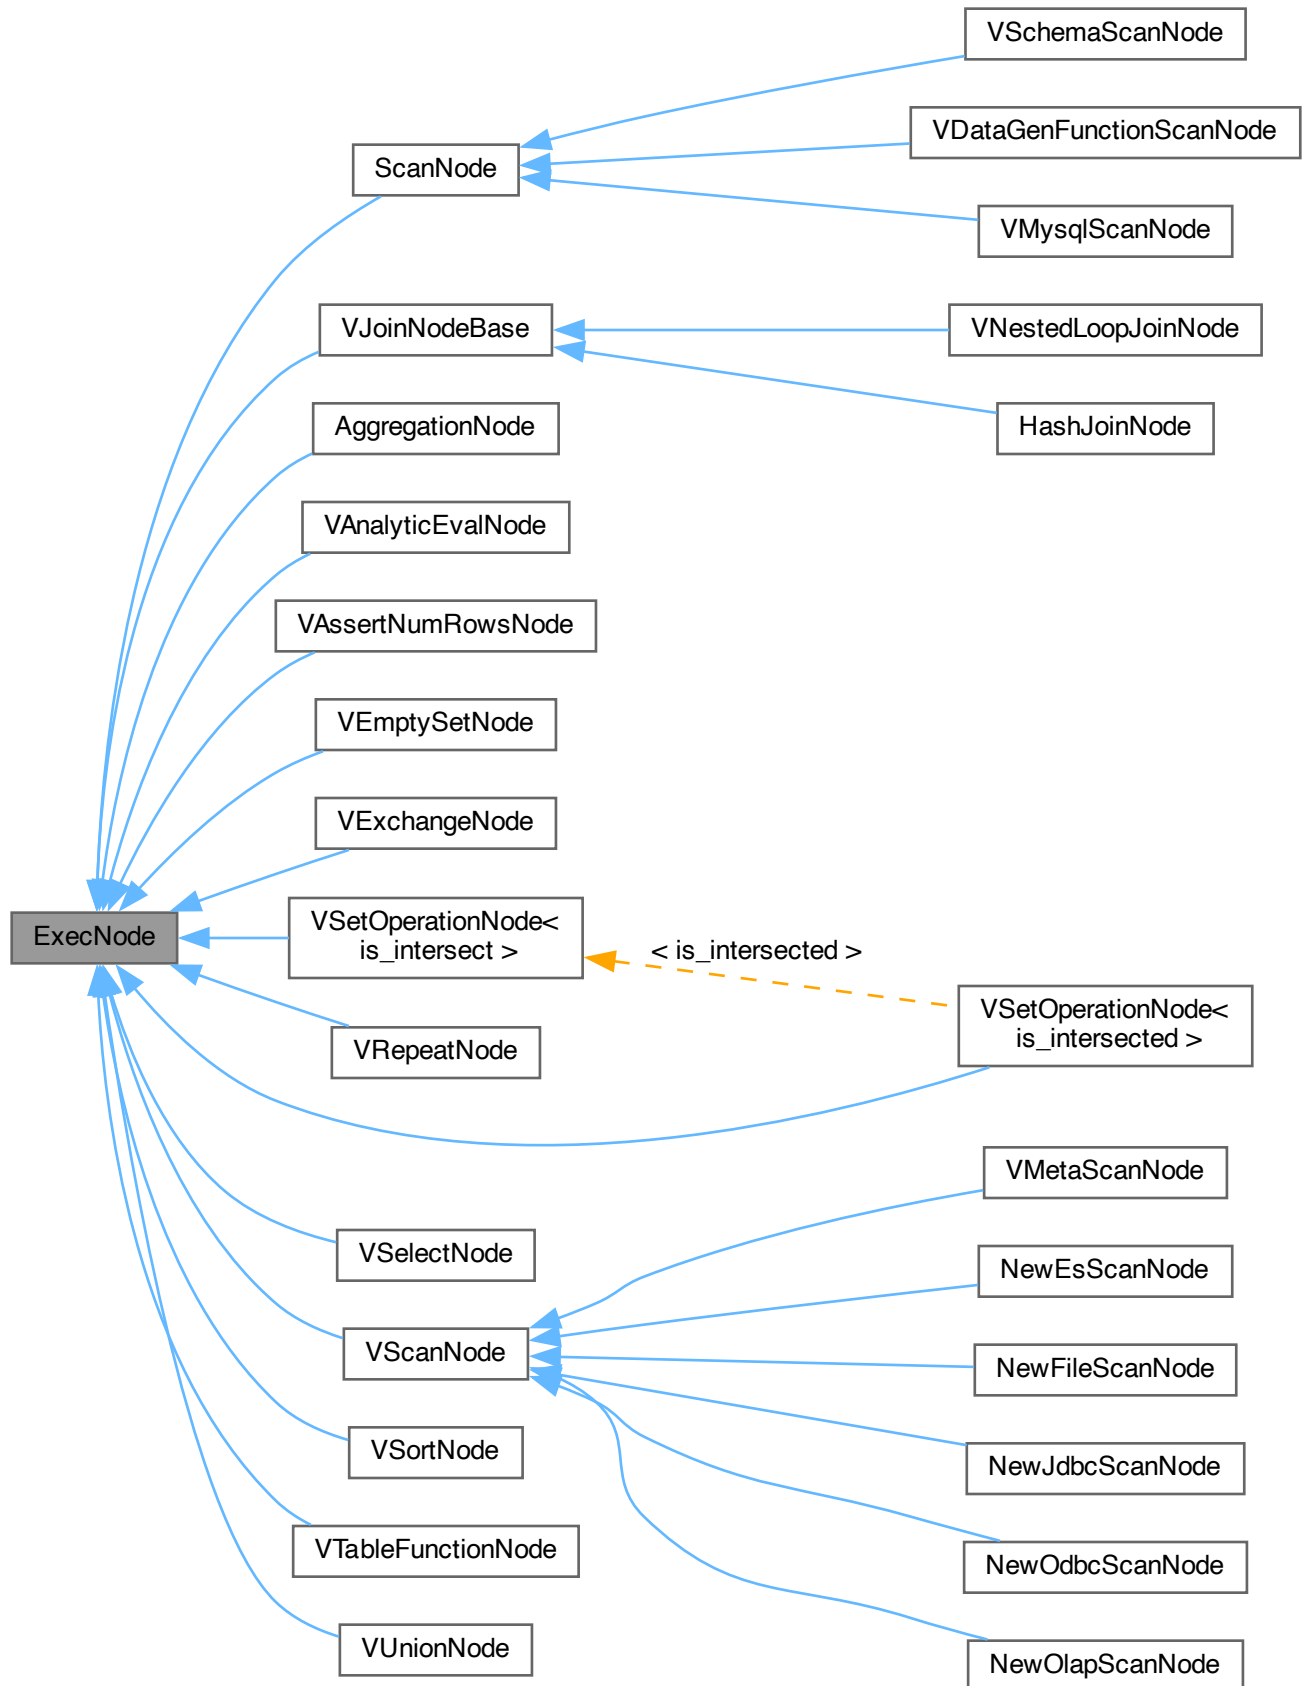 VSchemaScanNode
VDataGenFunctionScanNode
ScanNode
VMysqlScanNode
VJoinNodeBase
VNestedLoopJoinNode
AggregationNode
HashJoinNode
VAnalyticEvalNode
VAssertNumRowsNode
VEmptySetNode
VExchangeNode
ExecNode
VSetOperationNode<
is_intersect >
< is_intersected >
VSetOperationNode<
is_intersected >
VRepeatNode
VMetaScanNode
VSelectNode
NewEsScanNode
VScanNode
NewFileScanNode
VSortNode
NewJdbcScanNode
VTableFunctionNode
NewOdbcScanNode
VUnionNode
NewOlapScanNode